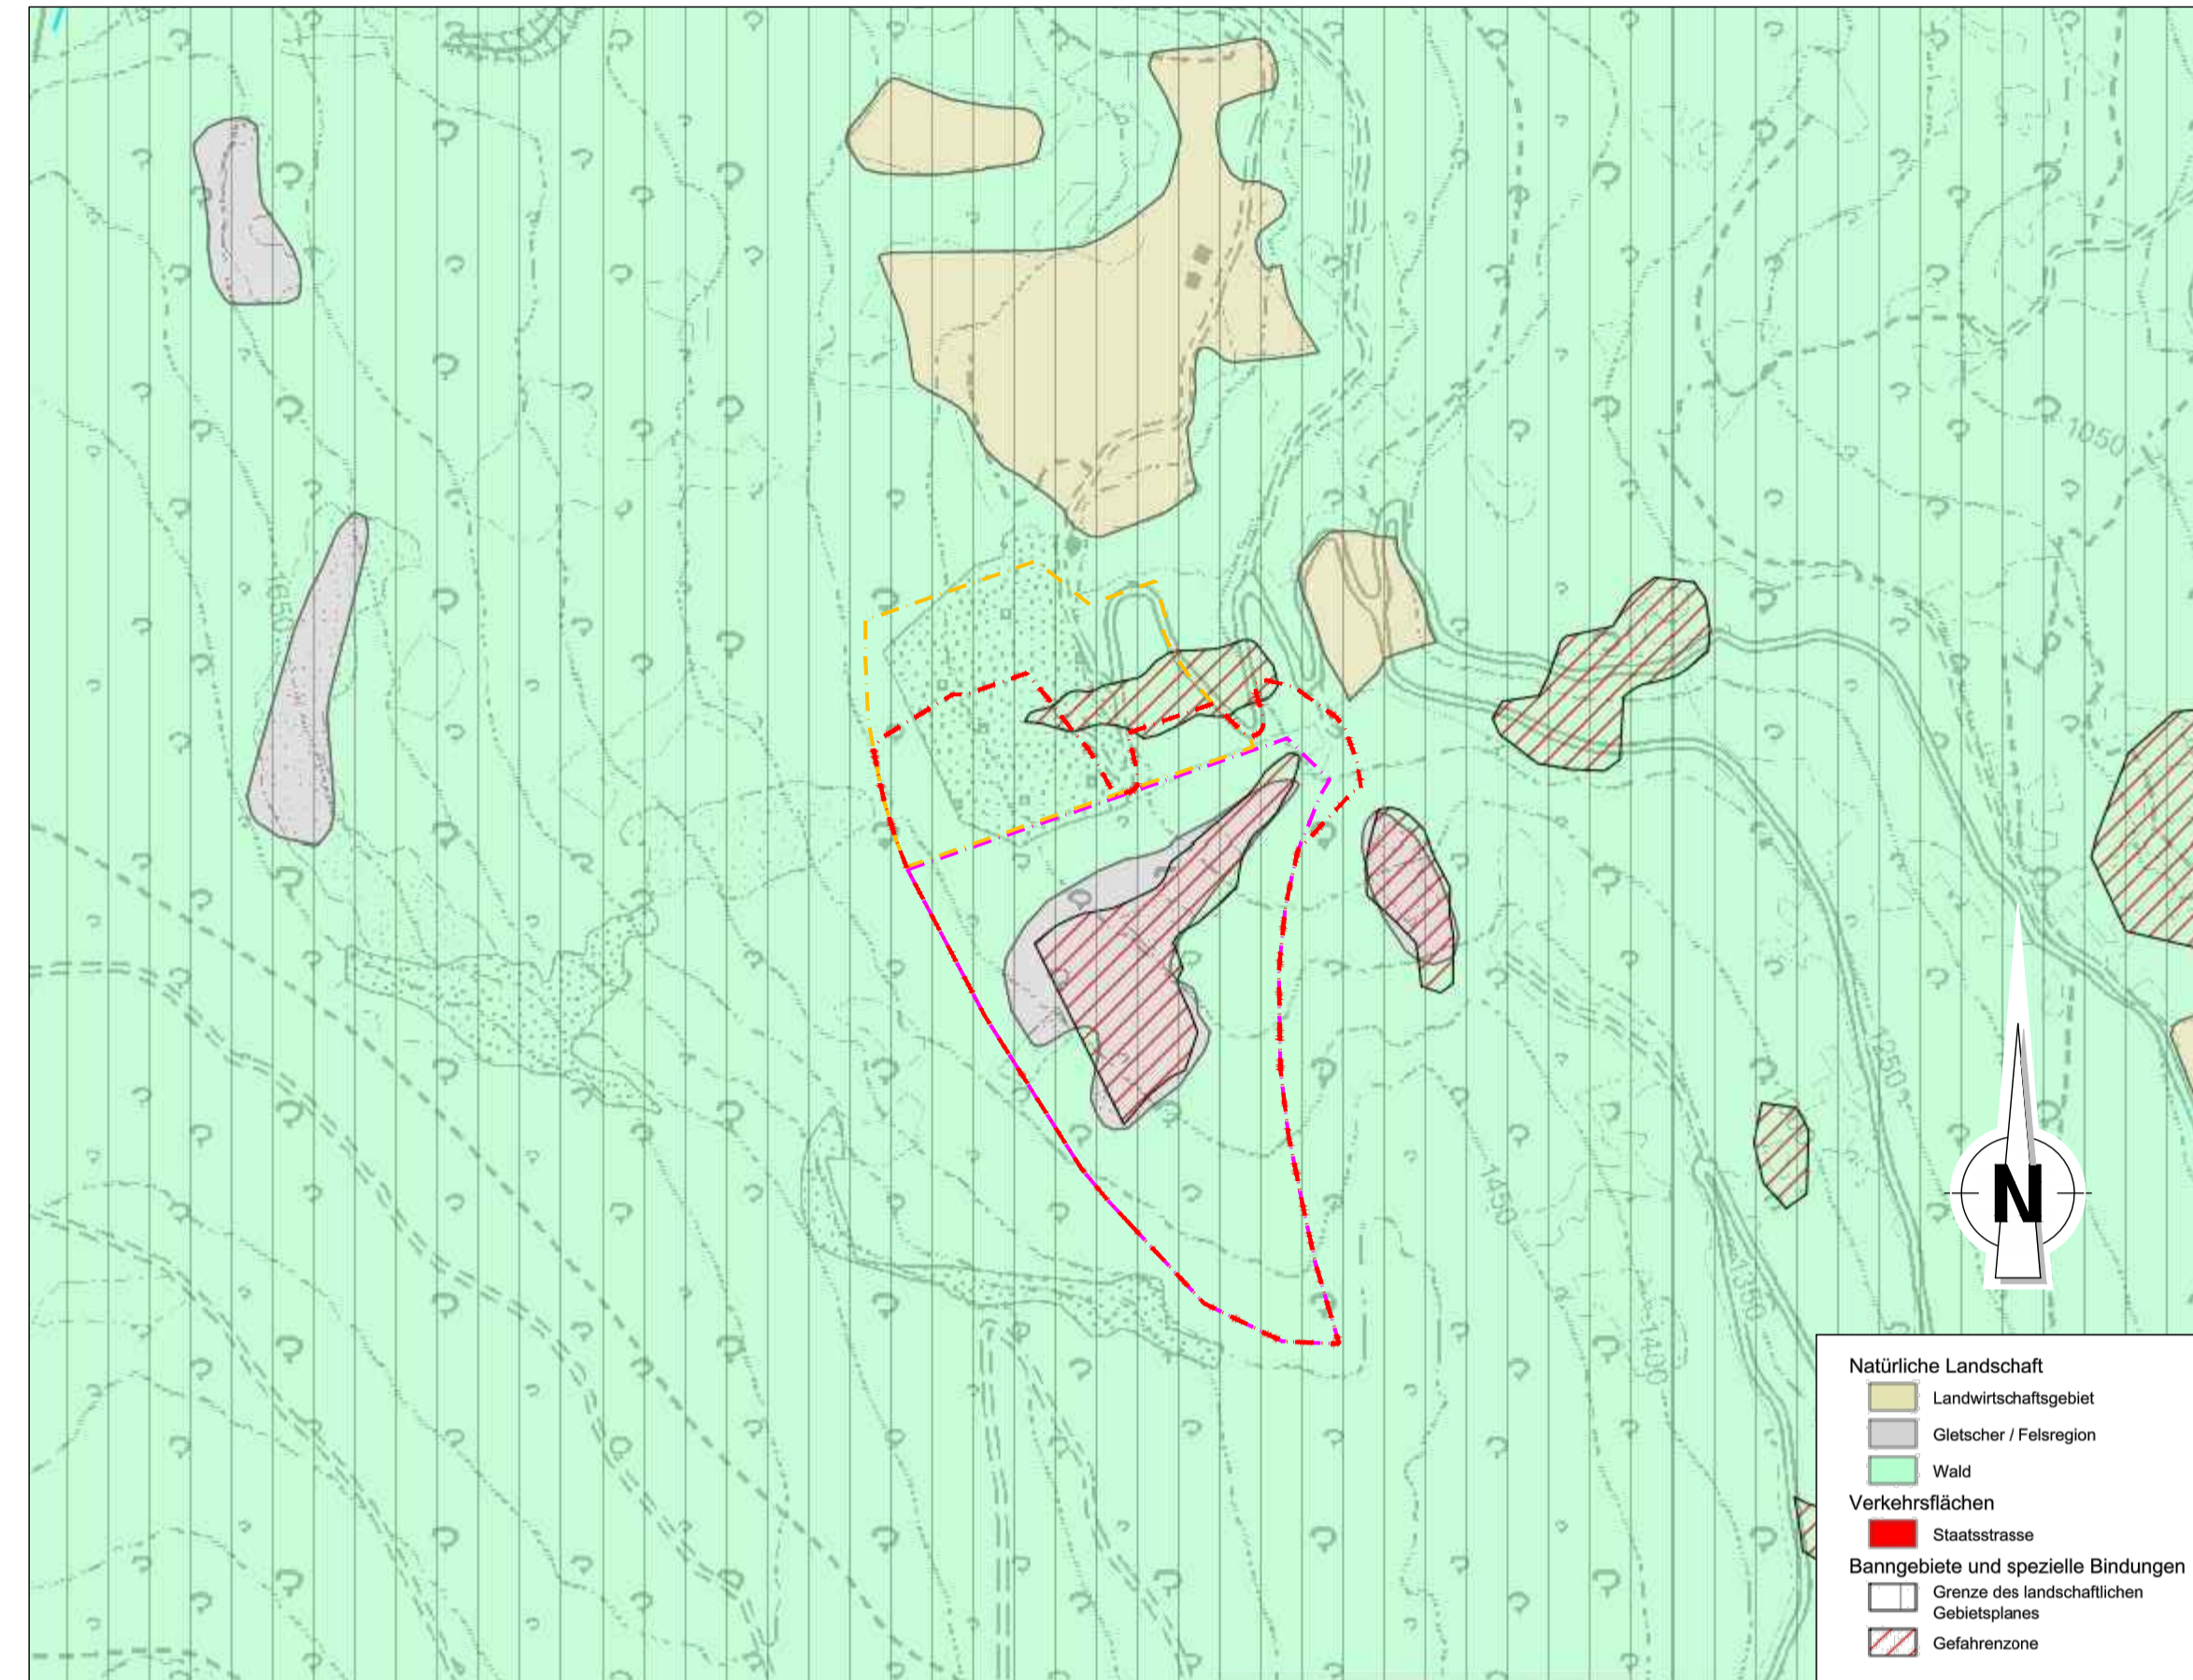 1050
1650
1250
N
1450
1350
1400
Natürliche Landschaft
Landwirtschaftsgebiet
Gletscher / Felsregion
Wald
Verkehrsflächen
Staatsstrasse
Banngebiete und spezielle Bindungen
Grenze des landschaftlichen
Gebietsplanes
Gefahrenzone